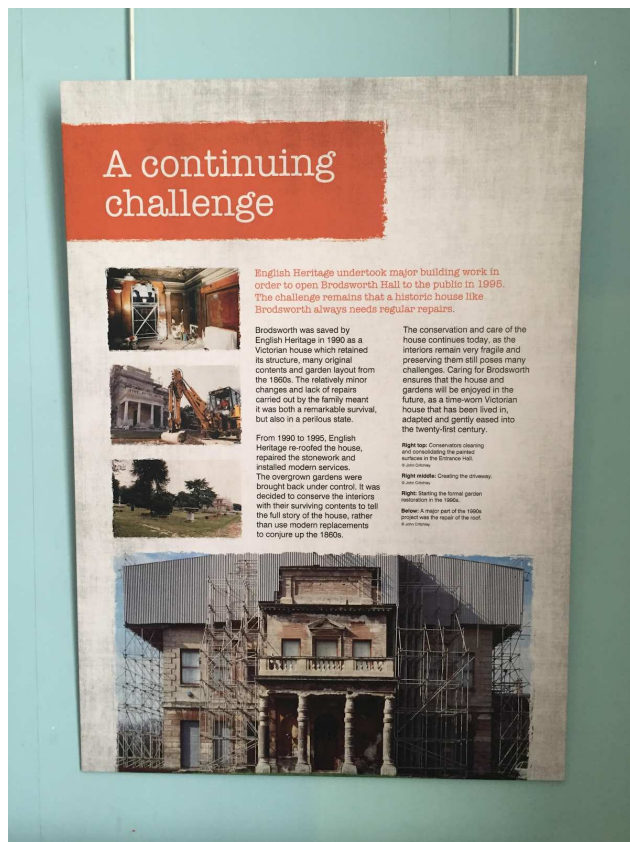 A continuing
challenge
English Heritage undertook major building work in
order to open Brodsworth Hall to the public in 1995.
The challenge remains that a historic house like
Brodsworth always needs regular repairs.
Brodsworth was saved by
English Heritage in 1990 as a
Victorian house which retained
its structure, many original
contents and garden layout from
the 1860s. The relatively minor
changes and lack of repairs
carried out by the family meant
it was both a remarkable survival,
but also in a perilous state.
From 1990 to 1995, English
Heritage re-roofed the house,
repaired the stonework and
installed modern services.
The overgrown gardens were
brought back under control. It was
decided to conserve the interiors
with their surviving contents to tell
the full story of the house, rather
than use modern replacements
to conjure up the 1860s.
The conservation and care of the
house continues today, as the
interiors remain very fragile and
preserving them still poses many
challenges. Caring for Brodsworth
ensures that the house and
gardens will be enjoyed in the
future, as a time-worn Victorian
house that has been lived in,
adapted and gently eased into
the twenty-first century.
Right top: Conservators cleaning
and consolidating the painted
surfaces in the Entrance Hall.
© John Critchley
Right middle: Creating the driveway.
© John Critchley
Right: Starting the formal garden
restoration in the 1990s.
Below: A major part of the 1990s
project was the repair of the roof.
© John Critchley